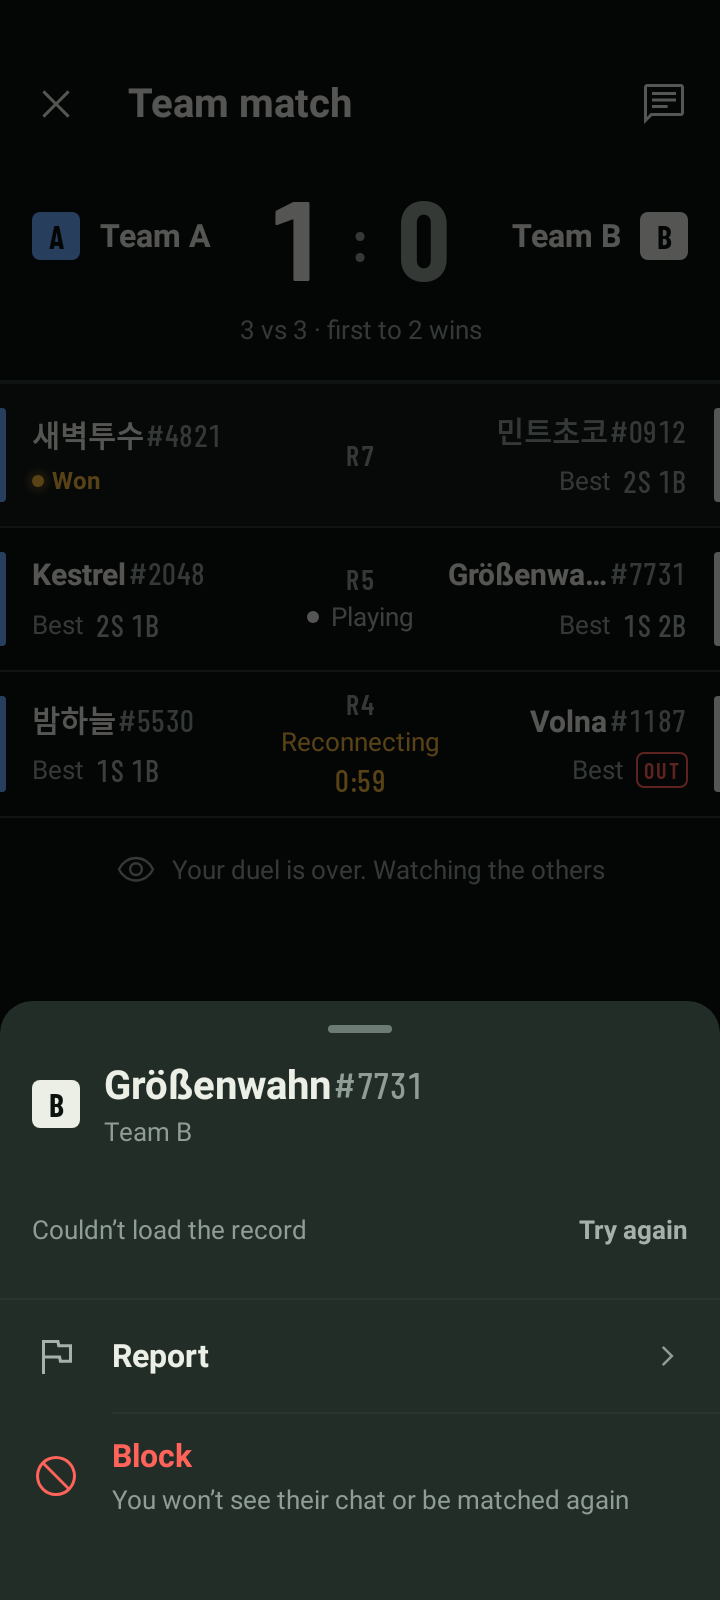 Team match
A Team A 1 : 0 Team B B
3 vs 3 · first to 2 wins
새벽투수#4821 R7 민트초코#0912
Won Best 2S 1B
Kestrel#2048 R5 Größenwa...#7731
Best 2S 1B Playing Best 1S 2B
밤하늘#5530 R4 Volna#1187
Reconnecting
Best 1S 1B 0:59 Best OUT
Your duel is over. Watching the others
B Größenwahn#7731
Team B
Couldn’t load the record Try again
Report
Block
You won’t see their chat or be matched again